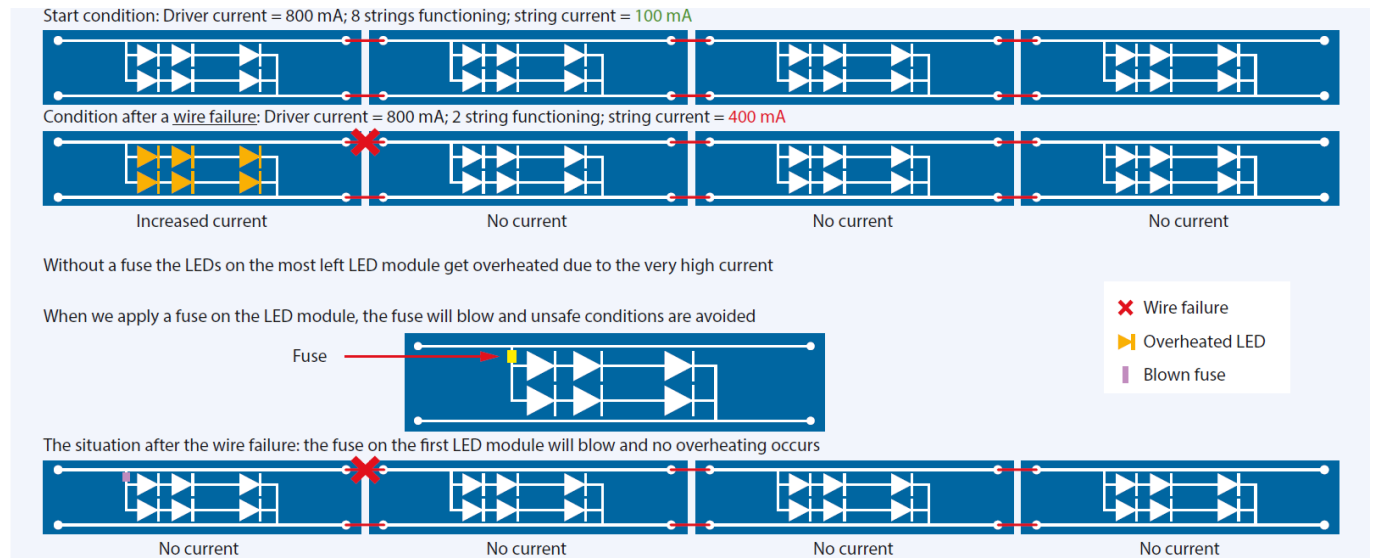 Start condition: Driver current = 800 mA; 8 strings functioning; string current = 100 mA
Condition after a wire failure: Driver current = 800 mA; 2 string functioning; string current = 400 mA
Increased current
No current
No current
No current
Without a fuse the LEDs on the most left LED module get overheated due to the very high current
When we apply a fuse on the LED module, the fuse will blow and unsafe conditions are avoided
Fuse
Wire failure
Overheated LED
Blown fuse
The situation after the wire failure: the fuse on the first LED module will blow and no overheating occurs
No current
No current
No current
No current